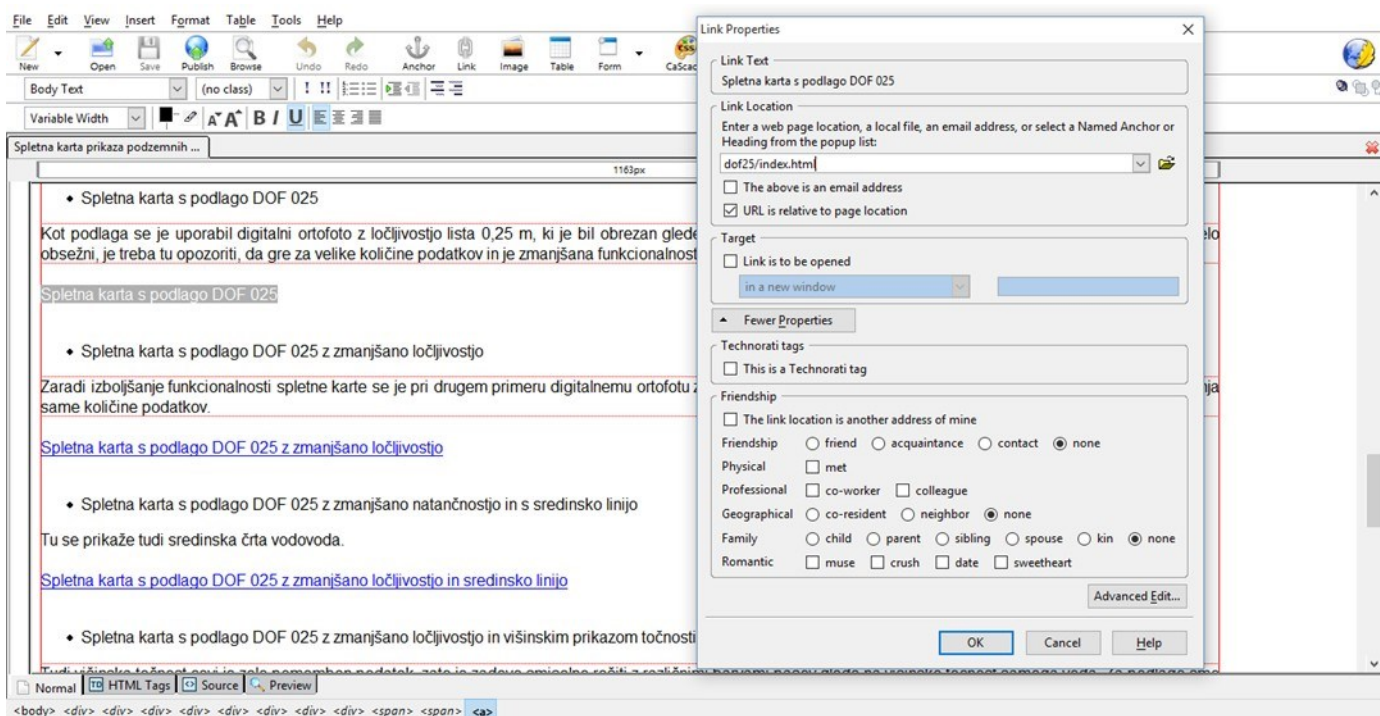 File Edit View Insert Format Table Tools Help
New Open Save Publish Browse Undo Redo Anchor Link Image Table Form CaScac
Body Text (no class) ! !!
Variable Width A A B I U
Spletna karta prikaza podzemnih ...
1163px
Spletna karta s podlago DOF 025
Kot podlaga se je uporabil digitalni ortofoto z ločljivostjo lista 0,25 m, ki je bil obrezan glede elo
obsežni, je treba tu opozoriti, da gre za velike količine podatkov in je zmanjšana funkcionalnost
Spletna karta s podlago DOF 025
Spletna karta s podlago DOF 025 z zmanjšano ločljivostjo
Zaradi izboljšanje funkcionalnosti spletne karte se je pri drugem primeru digitalnemu ortofotu z nja
same količine podatkov.
Spletna karta s podlago DOF 025 z zmanjšano ločljivostjo
Spletna karta s podlago DOF 025 z zmanjšano natančnostjo in s sredinsko linijo
Tu se prikaže tudi sredinska črta vodovoda.
Spletna karta s podlago DOF 025 z zmanjšano ločljivostjo in sredinsko linijo
Spletna karta s podlago DOF 025 z zmanjšano ločljivostjo in višinskim prikazom točnosti
Normal HTML Tags Source Preview
<body> <div> <div> <div> <div> <div> <div> <div> <div> <span> <span> <a>
Link Properties
Link Text
Spletna karta s podlago DOF 025
Link Location
Enter a web page location, a local file, an email address, or select a Named Anchor or
Heading from the popup list:
dof25/index.html
The above is an email address
URL is relative to page location
Target
Link is to be opened
in a new window
Fewer Properties
Technorati tags
This is a Technorati tag
Friendship
The link location is another address of mine
Friendship friend acquaintance contact none
Physical met
Professional co-worker colleague
Geographical co-resident neighbor none
Family child parent sibling spouse kin none
Romantic muse crush date sweetheart
Advanced Edit...
OK Cancel Help